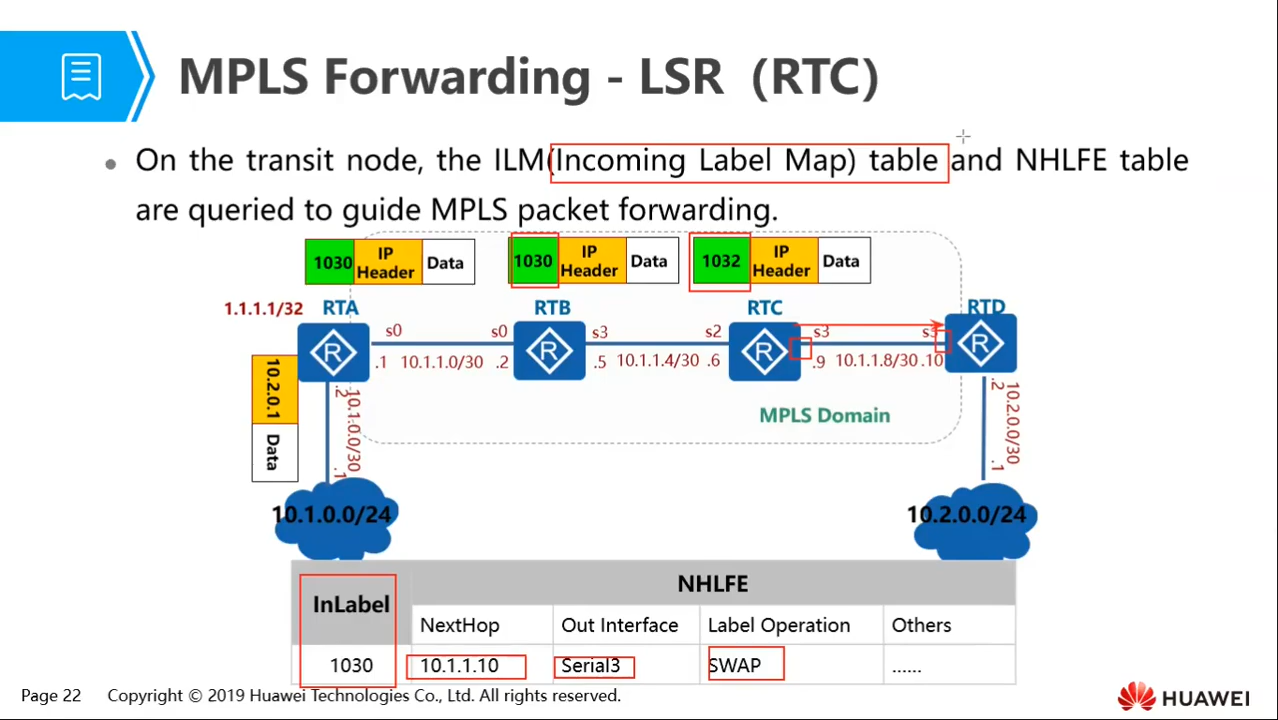 MPLS Forwarding - LSR (RTC)
On the transit node, the ILM(Incoming Label Map) table and NHLFE table
are queried to guide MPLS packet forwarding.
1030 IP Header Data
1030 IP Header Data
1032 IP Header Data
1.1.1.1/32 RTA RTB RTC RTD
s0 s0 s3 s2 s3 s3
.1 10.1.1.0/30 .2 .5 10.1.1.4/30 .6 .9 10.1.1.8/30 .10
10.2.0.1
Data
.2 10.1.0.0/30 .1
.2 10.2.0.0/30 .1
MPLS Domain
10.1.0.0/24 10.2.0.0/24
InLabel NHLFE
NextHop Out Interface Label Operation Others
1030 10.1.1.10 Serial3 SWAP ......
Page 22 Copyright © 2019 Huawei Technologies Co., Ltd. All rights reserved.
HUAWEI
R
R
R
R